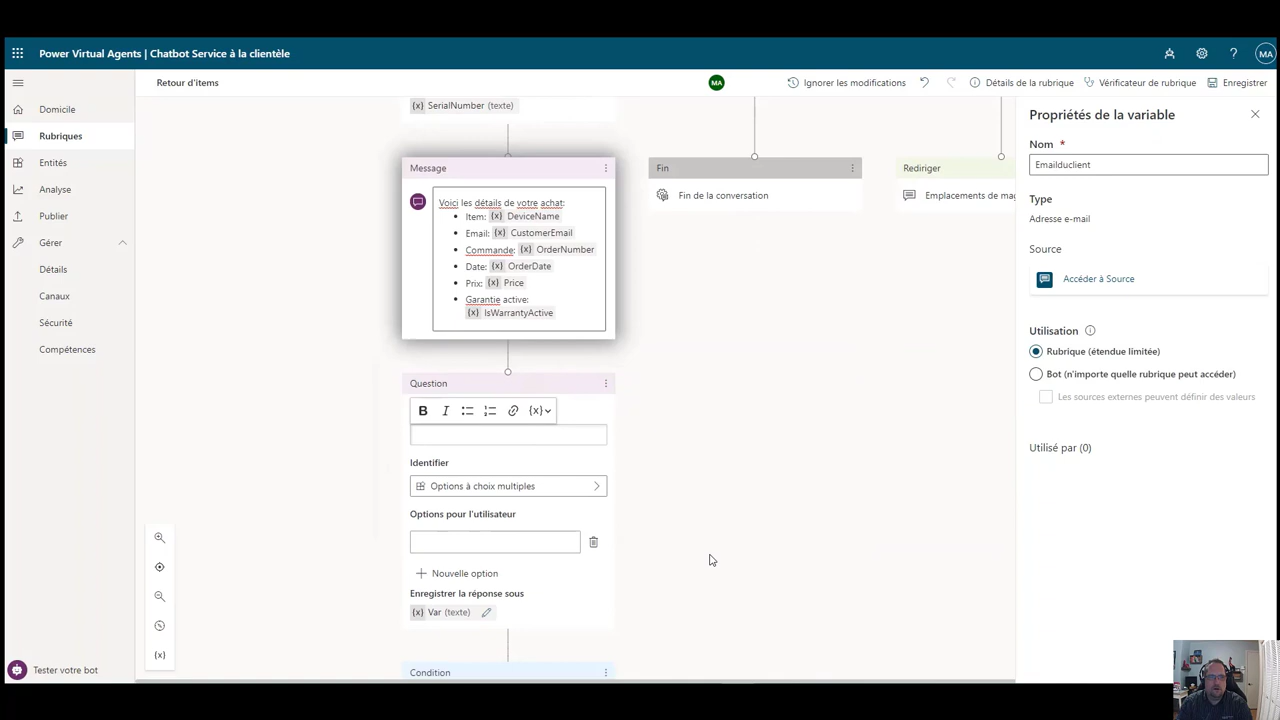 Power Virtual Agents | Chatbot Service à la clientèle
MA
Retour d'items
MA
Ignorer les modifications
Détails de la rubrique
Vérificateur de rubrique
Enregistrer
Domicile
Rubriques
Entités
Analyse
Publier
Gérer
Détails
Canaux
Sécurité
Compétences
Tester votre bot
{x} SerialNumber (texte)
Message
Voici les détails de votre achat:
• Item: {x} DeviceName
• Email: {x} CustomerEmail
• Commande: {x} OrderNumber
• Date: {x} OrderDate
• Prix: {x} Price
• Garantie active:
{x} IsWarrantyActive
Fin
Fin de la conversation
Rediriger
Emplacements de mag
Question
B I {x}
Identifier
Options à choix multiples
Options pour l'utilisateur
Nouvelle option
Enregistrer la réponse sous
{x} Var (texte)
Condition
{x}
Propriétés de la variable
Nom *
Emailduclient
Type
Adresse e-mail
Source
Accéder à Source
Utilisation
Rubrique (étendue limitée)
Bot (n'importe quelle rubrique peut accéder)
Les sources externes peuvent définir des valeurs
Utilisé par (0)